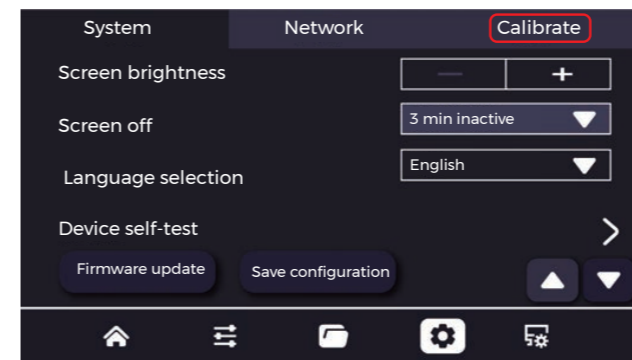 System Network Calibrate
Screen brightness
Screen off 3 min inactive
Language selection English
Device self-test
Firmware update Save configuration